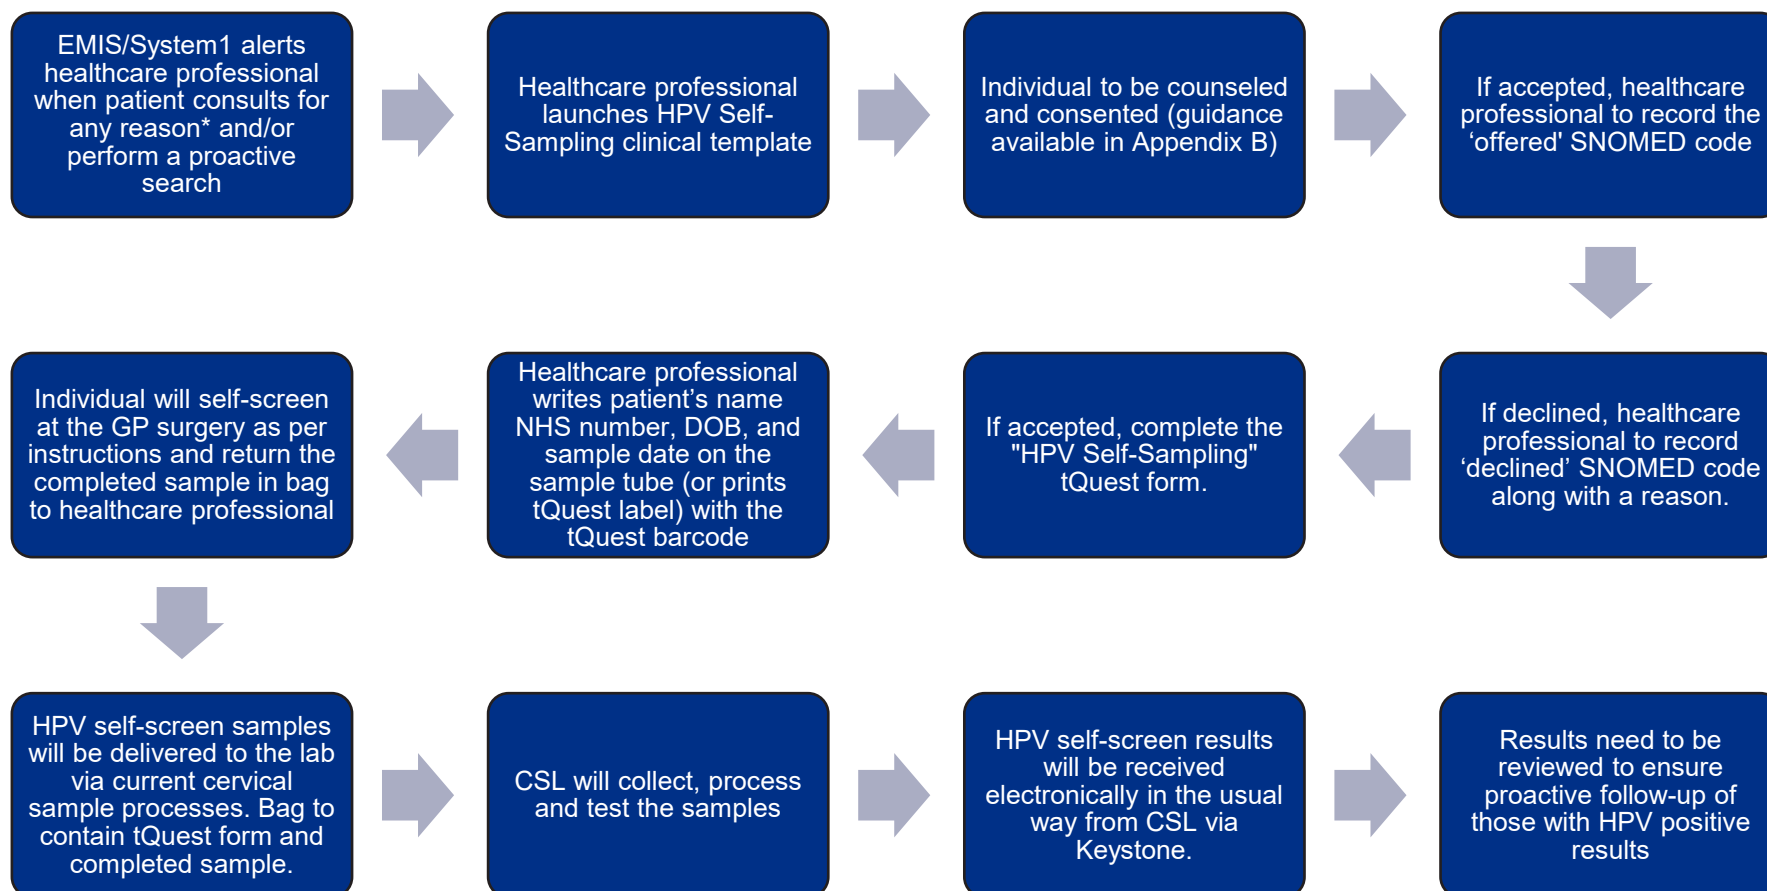 EMIS/System1 alerts
healthcare professional
when patient consults for
any reason* and/or
perform a proactive
search
Healthcare professional
launches HPV Self-
Sampling clinical template
Individual to be counseled
and consented (guidance
available in Appendix B)
If accepted, healthcare
professional to record the
‘offered' SNOMED code
If declined, healthcare
professional to record
‘declined’ SNOMED code
along with a reason.
If accepted, complete the
"HPV Self-Sampling"
tQuest form.
Healthcare professional
writes patient’s name
NHS number, DOB, and
sample date on the
sample tube (or prints
tQuest label) with the
tQuest barcode
Individual will self-screen
at the GP surgery as per
instructions and return the
completed sample in bag
to healthcare professional
HPV self-screen samples
will be delivered to the lab
via current cervical
sample processes. Bag to
contain tQuest form and
completed sample.
CSL will collect, process
and test the samples
HPV self-screen results
will be received
electronically in the usual
way from CSL via
Keystone.
Results need to be
reviewed to ensure
proactive follow-up of
those with HPV positive
results